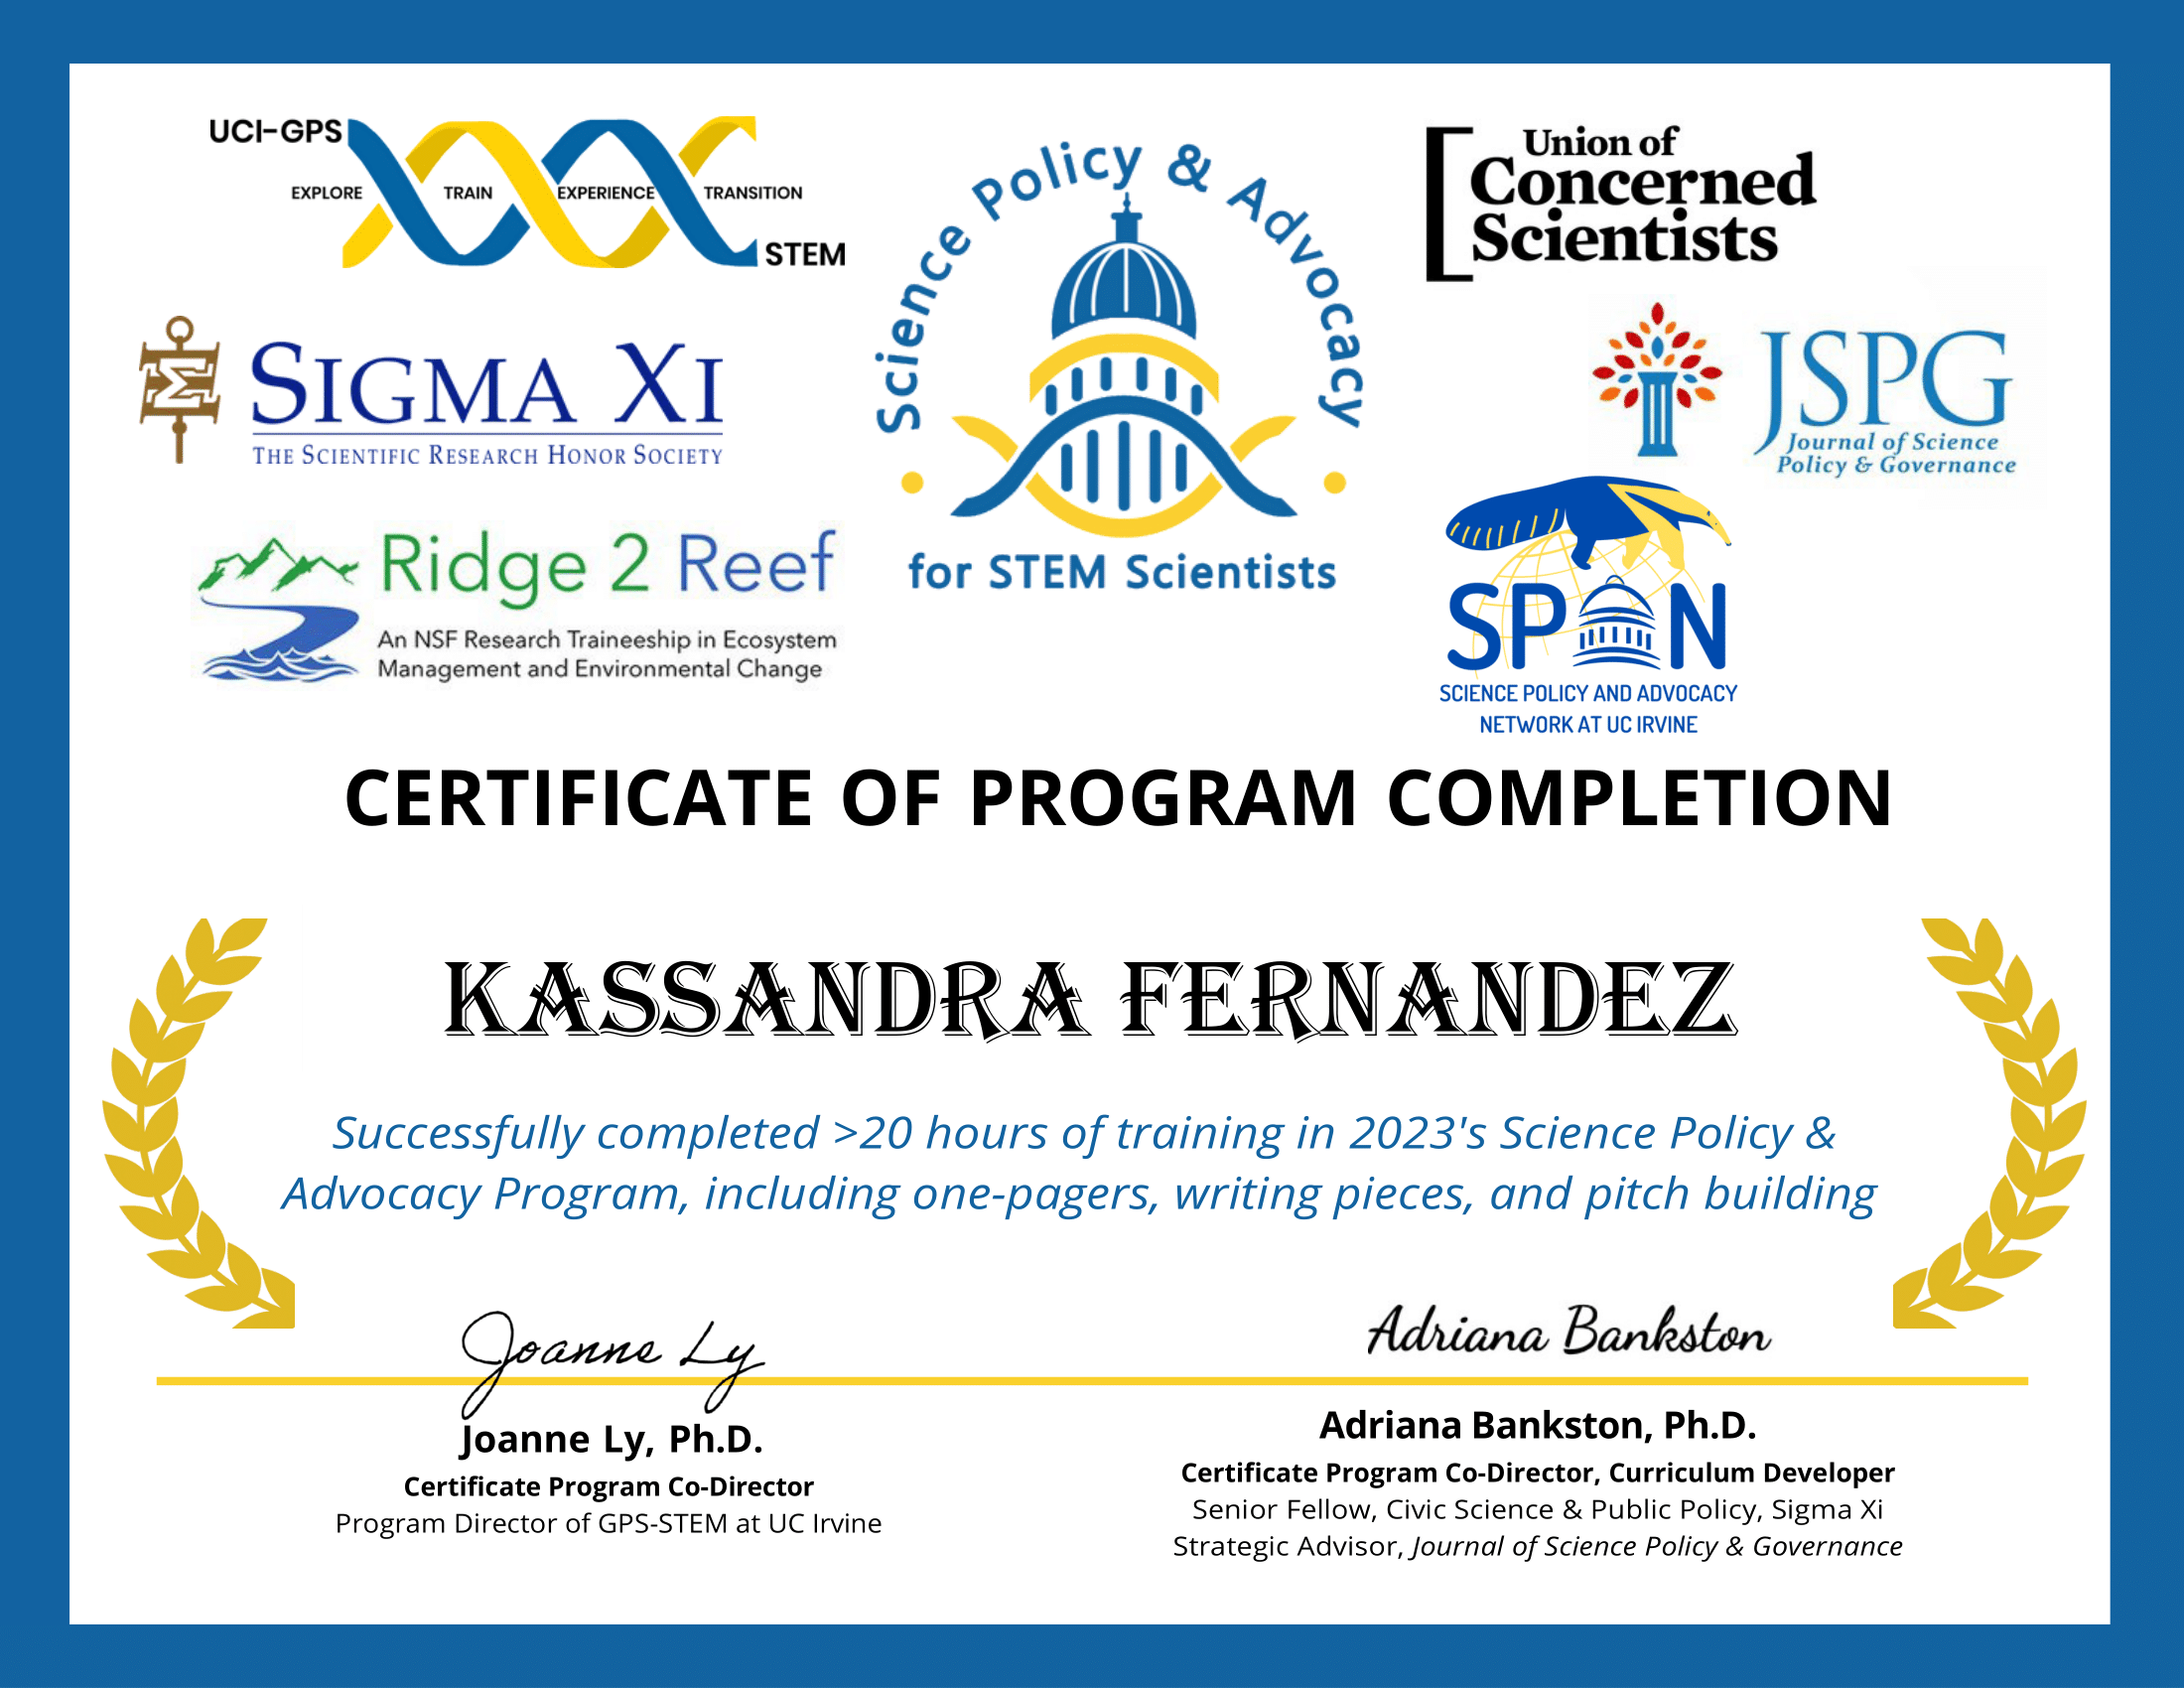 UCI-GPS
EXPLORE TRAIN EXPERIENCE TRANSITION
STEM
SIGMA XI
THE SCIENTIFIC RESEARCH HONOR SOCIETY
Ridge 2 Reef
An NSF Research Traineeship in Ecosystem
Management and Environmental Change
Science Policy & Advocacy
for STEM Scientists
Union of
Concerned
Scientists
JSPG
Journal of Science
Policy & Governance
SPAN
SCIENCE POLICY AND ADVOCACY
NETWORK AT UC IRVINE
CERTIFICATE OF PROGRAM COMPLETION
KASSANDRA FERNANDEZ
Successfully completed >20 hours of training in 2023's Science Policy &
Advocacy Program, including one-pagers, writing pieces, and pitch building
Joanne Ly
Joanne Ly, Ph.D.
Certificate Program Co-Director
Program Director of GPS-STEM at UC Irvine
Adriana Bankston
Adriana Bankston, Ph.D.
Certificate Program Co-Director, Curriculum Developer
Senior Fellow, Civic Science & Public Policy, Sigma Xi
Strategic Advisor, Journal of Science Policy & Governance